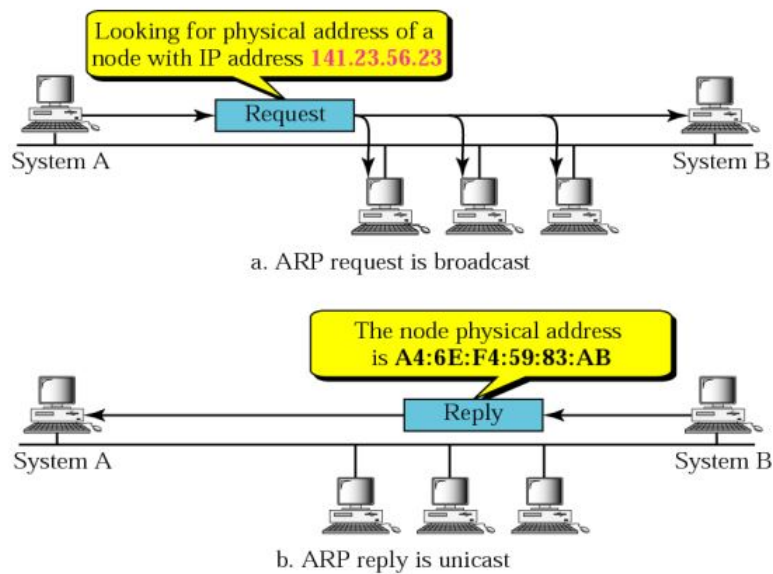 Looking for physical address of a
node with IP address 141.23.56.23
Request
System A
System B
a. ARP request is broadcast
The node physical address
is A4:6E:F4:59:83:AB
Reply
System A
System B
b. ARP reply is unicast